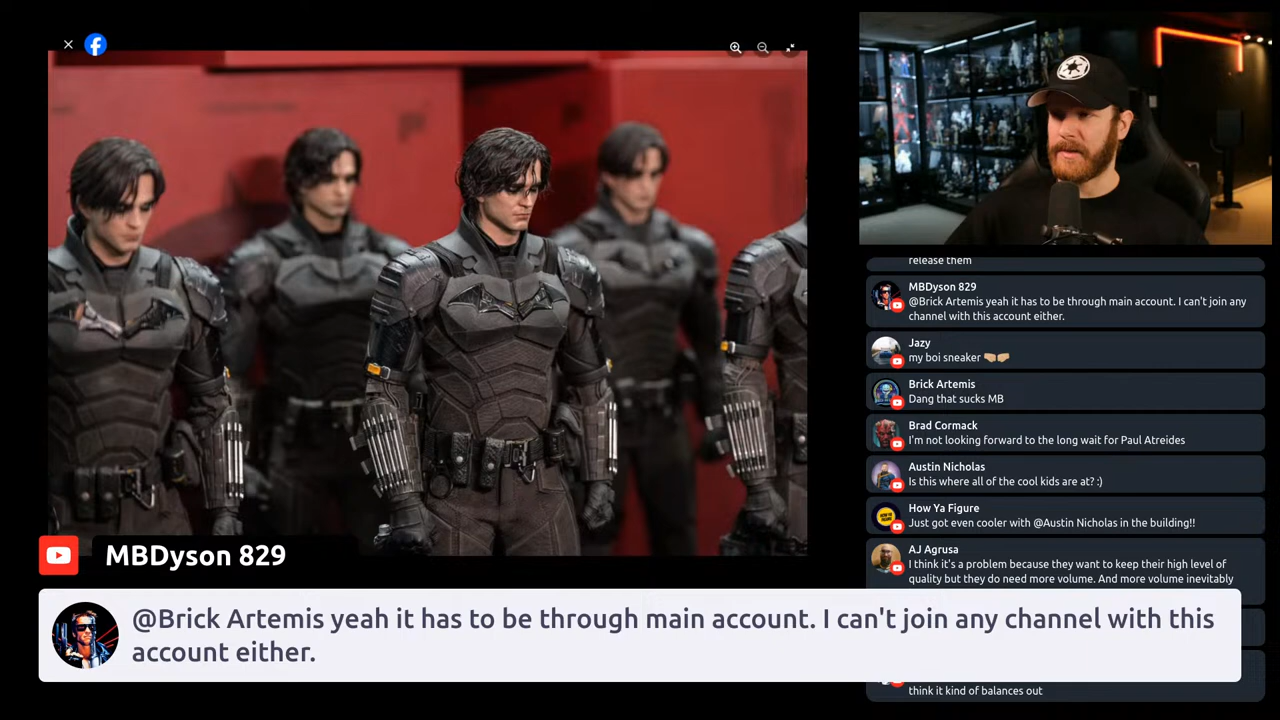 release them
MBDyson 829
@Brick Artemis yeah it has to be through main account. I can't join any
channel with this account either.
Jazy
my boi sneaker
Brick Artemis
Dang that sucks MB
Brad Cormack
I'm not looking forward to the long wait for Paul Atreides
Austin Nicholas
Is this where all of the cool kids are at? :)
How Ya Figure
Just got even cooler with @Austin Nicholas in the building!!
AJ Agrusa
I think it's a problem because they want to keep their high level of
quality but they do need more volume. And more volume inevitably
think it kind of balances out
MBDyson 829
@Brick Artemis yeah it has to be through main account. I can't join any channel with this
account either.